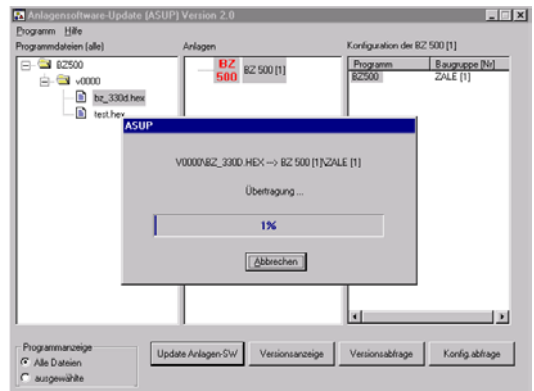 Anlagensoftware-Update (ASUP) Version 2.0
Programm Hilfe
Programmdateien (alle)
Anlagen
Konfiguration der BZ 500 [1]
BZ500
v0000
bz_330d.hex
test.hex
BZ 500
BZ 500 [1]
Programm Baugruppe [Nr]
BZ500 ZALE [1]
ASUP
V0000\BZ_330D.HEX --> BZ 500 [1]\ZALE [1]
Übertragung ...
1%
Abbrechen
Programmanzeige
Alle Dateien
ausgewählte
Update Anlagen-SW
Versionsanzeige
Versionsabfrage
Konfig.abfrage